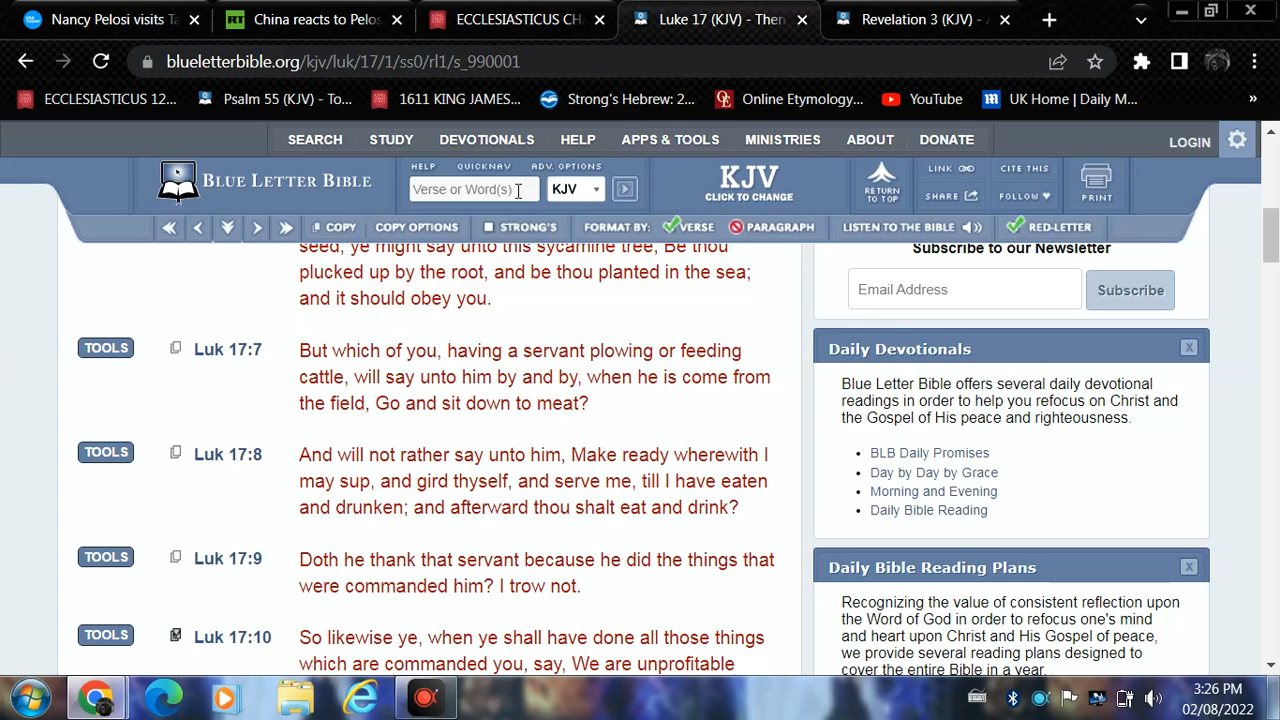 Nancy Pelosi visits Ta
China reacts to Pelos
ECCLESIASTICUS CH
Luke 17 (KJV) - Then
Revelation 3 (KJV) - A
blueletterbible.org/kjv/luk/17/1/ss0/rl1/s_990001
ECCLESIASTICUS 12...
Psalm 55 (KJV) - To...
1611 KING JAMES...
Strong's Hebrew: 2...
Online Etymology...
YouTube
UK Home | Daily M...
SEARCH STUDY DEVOTIONALS HELP APPS & TOOLS MINISTRIES ABOUT DONATE
LOGIN
BLUE LETTER BIBLE
HELP QUICKNAV ADV. OPTIONS
Verse or Word(s)
KJV
KJV
CLICK TO CHANGE
RETURN
TO TOP
LINK
CITE THIS
SHARE
FOLLOW
PRINT
COPY COPY OPTIONS STRONG'S FORMAT BY: VERSE PARAGRAPH LISTEN TO THE BIBLE RED-LETTER
seed, ye might say unto this sycamine tree, Be thou
plucked up by the root, and be thou planted in the sea;
and it should obey you.
TOOLS Luk 17:7 But which of you, having a servant plowing or feeding
cattle, will say unto him by and by, when he is come from
the field, Go and sit down to meat?
TOOLS Luk 17:8 And will not rather say unto him, Make ready wherewith I
may sup, and gird thyself, and serve me, till I have eaten
and drunken; and afterward thou shalt eat and drink?
TOOLS Luk 17:9 Doth he thank that servant because he did the things that
were commanded him? I trow not.
TOOLS Luk 17:10 So likewise ye, when ye shall have done all those things
which are commanded you, say, We are unprofitable
Subscribe to our Newsletter
Email Address
Subscribe
Daily Devotionals
Blue Letter Bible offers several daily devotional
readings in order to help you refocus on Christ and
the Gospel of His peace and righteousness.
BLB Daily Promises
Day by Day by Grace
Morning and Evening
Daily Bible Reading
Daily Bible Reading Plans
Recognizing the value of consistent reflection upon
the Word of God in order to refocus one's mind
and heart upon Christ and His Gospel of peace,
we provide several reading plans designed to
cover the entire Bible in a year.
3:26 PM
02/08/2022